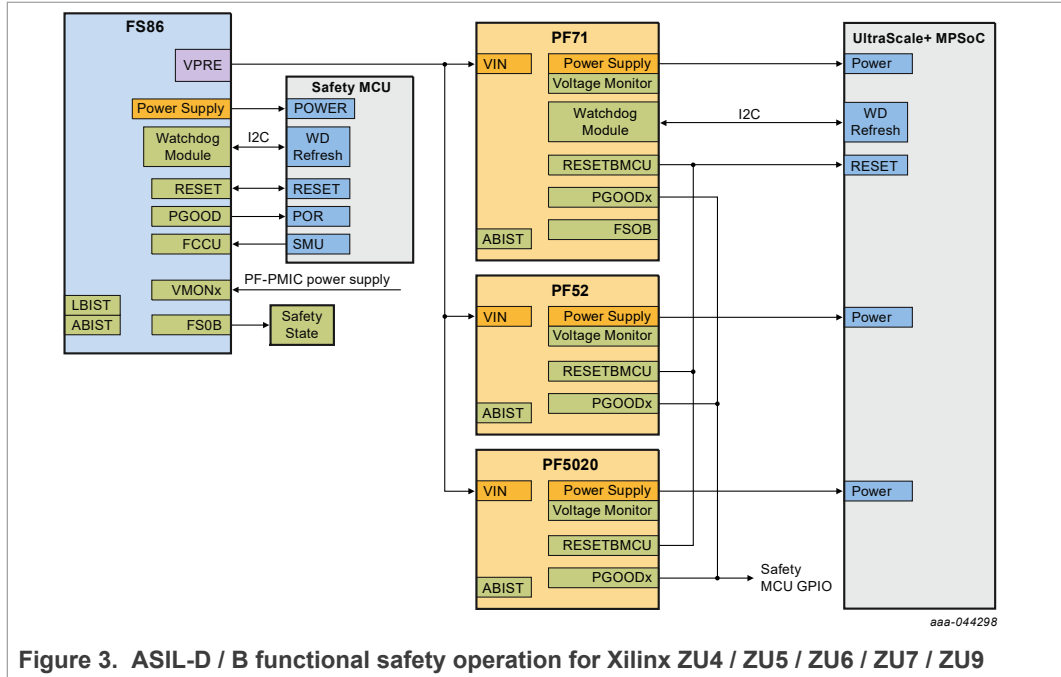 FS86
VPRE
Power Supply
Watchdog
Module
RESET
PGOOD
FCCU
VMONx
LBIST
ABIST
FS0B
I2C
Safety MCU
POWER
WD
Refresh
RESET
POR
SMU
PF-PMIC power supply
Safety
State
PF71
VIN
Power Supply
Voltage Monitor
Watchdog
Module
RESETBMCU
PGOODx
FSOB
ABIST
I2C
PF52
VIN
Power Supply
Voltage Monitor
RESETBMCU
PGOODx
ABIST
PF5020
VIN
Power Supply
Voltage Monitor
RESETBMCU
PGOODx
ABIST
Safety
MCU GPIO
UltraScale+ MPSoC
Power
WD
Refresh
RESET
Power
Power
aaa-044298
Figure 3. ASIL-D / B functional safety operation for Xilinx ZU4 / ZU5 / ZU6 / ZU7 / ZU9